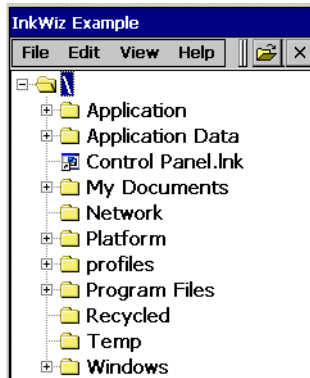 InkWiz Example
File Edit View Help
\
Application
Application Data
Control Panel.lnk
My Documents
Network
Platform
profiles
Program Files
Recycled
Temp
Windows